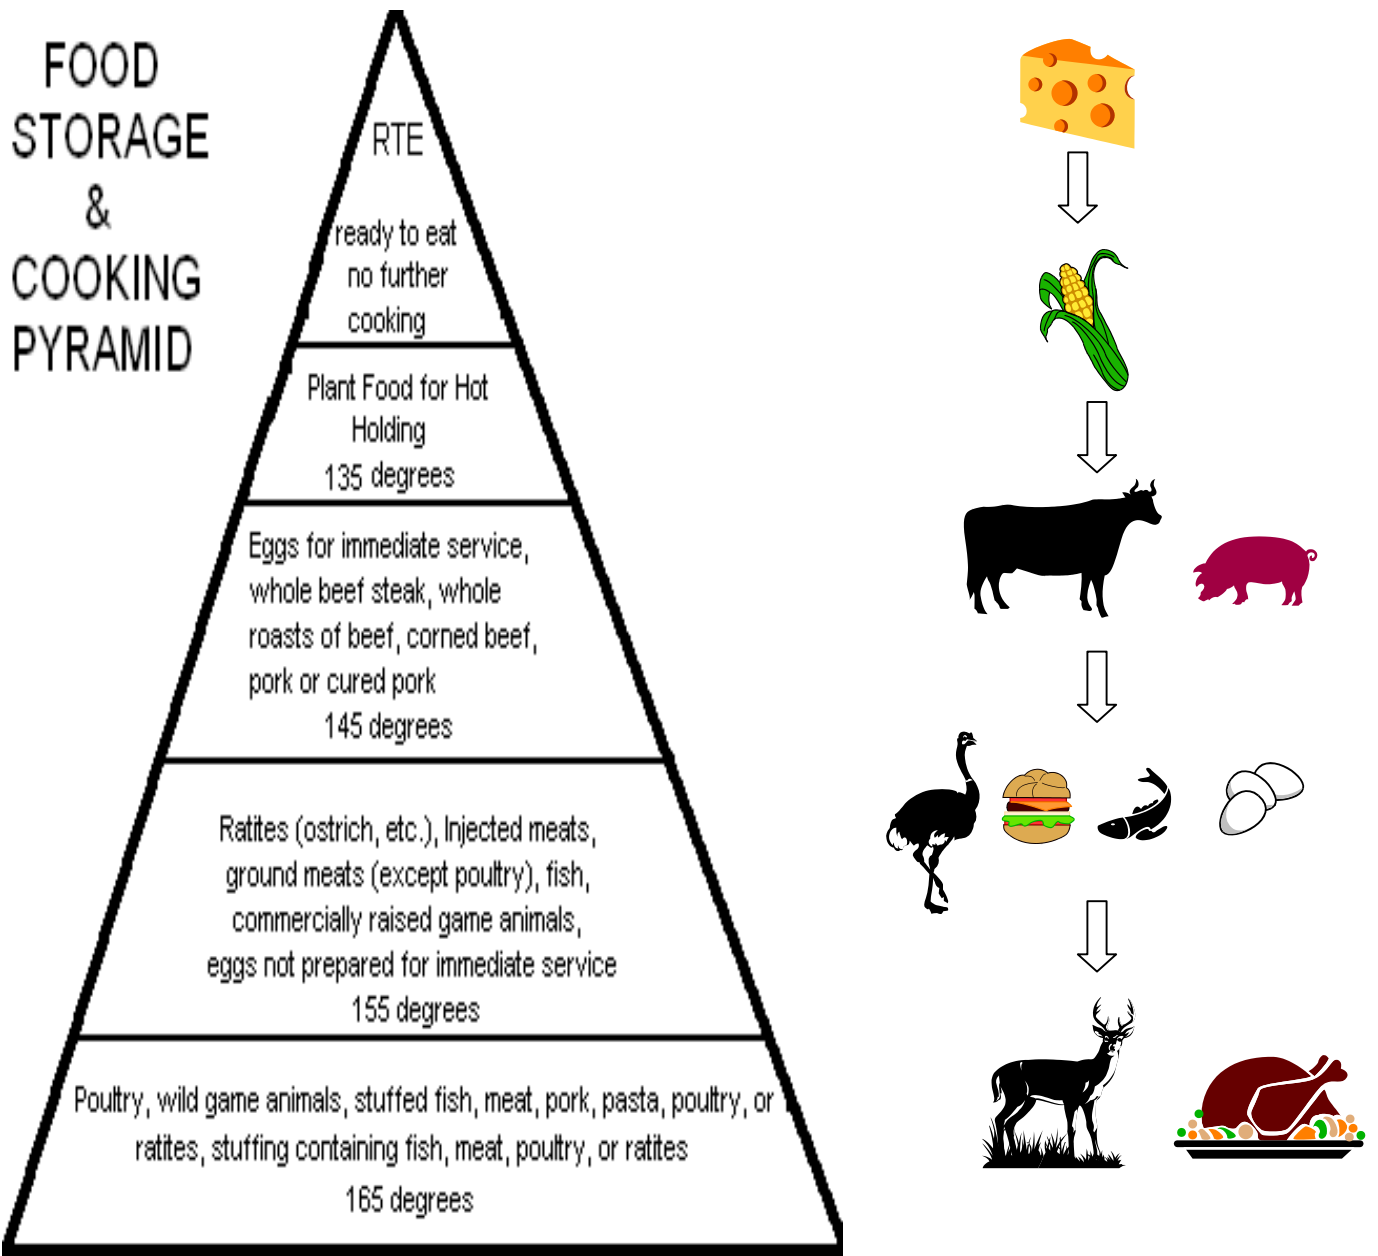 FOOD
STORAGE
&
COOKING
PYRAMID
RTE
ready to eat
no further
cooking
Plant Food for Hot
Holding
135 degrees
Eggs for immediate service,
whole beef steak, whole
roasts of beef, corned beef,
pork or cured pork
145 degrees
Ratites (ostrich, etc.), Injected meats,
ground meats (except poultry), fish,
commercially raised game animals,
eggs not prepared for immediate service
155 degrees
Poultry, wild game animals, stuffed fish, meat, pork, pasta, poultry, or
ratites, stuffing containing fish, meat, poultry, or ratites
165 degrees